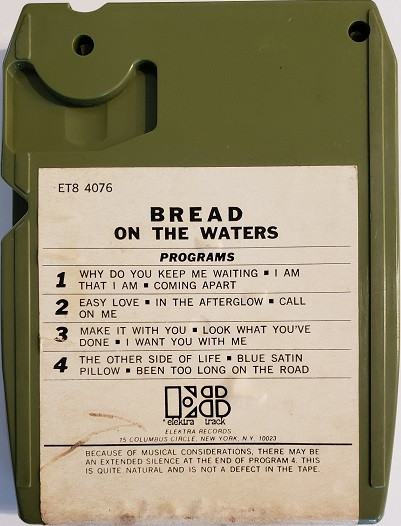 ET8 4076
BREAD
ON THE WATERS
PROGRAMS
1 WHY DO YOU KEEP ME WAITING ▪ I AM
THAT I AM ▪ COMING APART
2 EASY LOVE ▪ IN THE AFTERGLOW ▪ CALL
ON ME
3 MAKE IT WITH YOU ▪ LOOK WHAT YOU'VE
DONE ▪ I WANT YOU WITH ME
4 THE OTHER SIDE OF LIFE ▪ BLUE SATIN
PILLOW ▪ BEEN TOO LONG ON THE ROAD
E8
elektra track
ELEKTRA RECORDS
15 COLUMBUS CIRCLE, NEW YORK, N.Y. 10023
BECAUSE OF MUSICAL CONSIDERATIONS, THERE MAY BE
AN EXTENDED SILENCE AT THE END OF PROGRAM 4. THIS
IS QUITE NATURAL AND IS NOT A DEFECT IN THE TAPE.